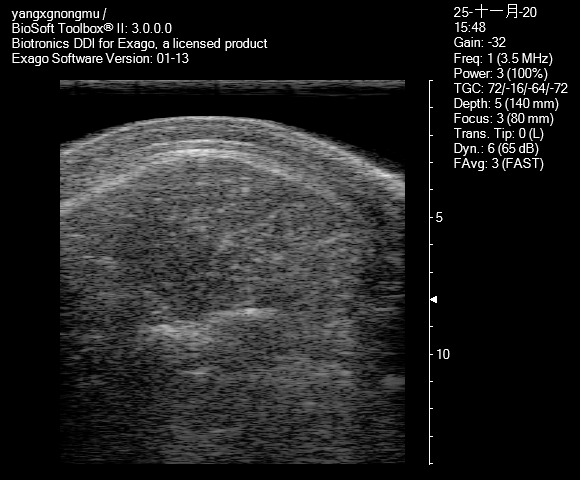 yangxgnongmu /
BioSoft Toolbox® II: 3.0.0.0
Biotronics DDI for Exago, a licensed product
Exago Software Version: 01-13
25-十一月-20
15:48
Gain: -32
Freq: 1 (3.5 MHz)
Power: 3 (100%)
TGC: 72/-16/-64/-72
Depth: 5 (140 mm)
Focus: 3 (80 mm)
Trans. Tip: 0 (L)
Dyn.: 6 (65 dB)
FAvg: 3 (FAST)
5
10